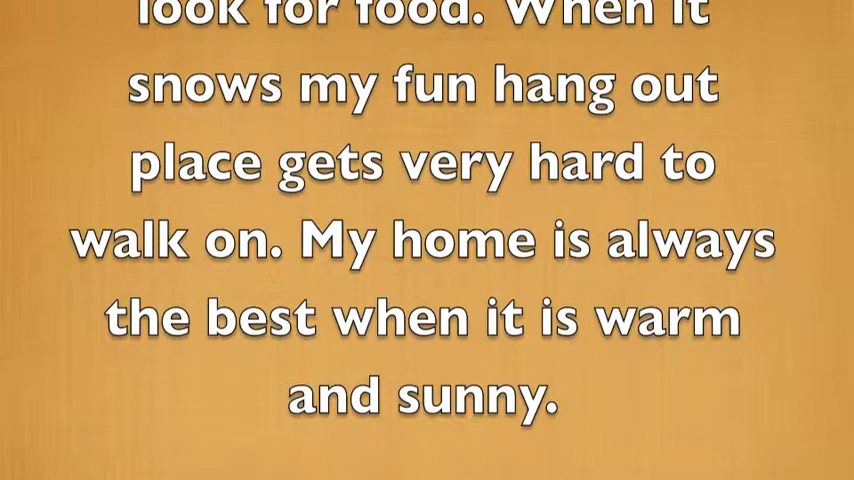 look for food. When it
snows my fun hang out
place gets very hard to
walk on. My home is always
the best when it is warm
and sunny.